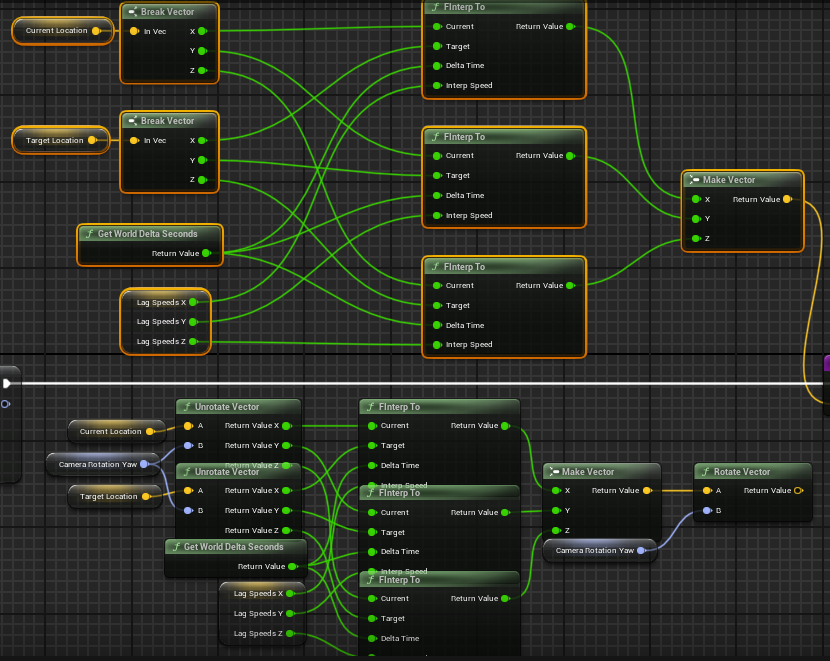 Current Location
Break Vector
In Vec
X
Y
Z
Target Location
Break Vector
In Vec
X
Y
Z
Get World Delta Seconds
Return Value
Lag Speeds X
Lag Speeds Y
Lag Speeds Z
FInterp To
Current
Return Value
Target
Delta Time
Interp Speed
FInterp To
Current
Return Value
Target
Delta Time
Interp Speed
FInterp To
Current
Return Value
Target
Delta Time
Interp Speed
Make Vector
X
Return Value
Y
Z
Current Location
Camera Rotation Yaw
Target Location
Unrotate Vector
A
Return Value X
B
Return Value Y
Return Value Z
Unrotate Vector
A
Return Value X
B
Return Value Y
Return Value Z
Get World Delta Seconds
Return Value
Lag Speeds X
Lag Speeds Y
Lag Speeds Z
FInterp To
Current
Return Value
Target
Delta Time
Interp Speed
FInterp To
Current
Return Value
Target
Delta Time
Interp Speed
FInterp To
Current
Return Value
Target
Delta Time
Make Vector
X
Return Value
Y
Z
Camera Rotation Yaw
Rotate Vector
A
Return Value
B